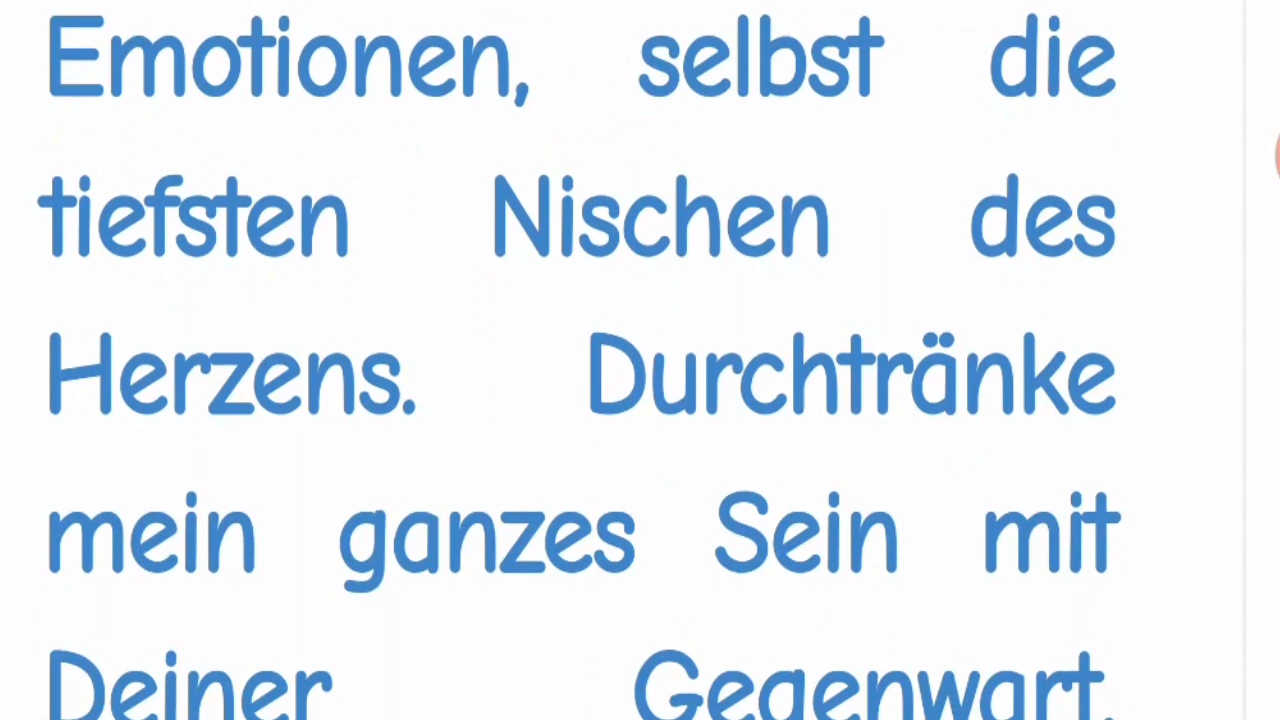 Emotionen, selbst die
tiefsten Nischen des
Herzens. Durchtränke
mein ganzes Sein mit
Deiner Gegenwart.